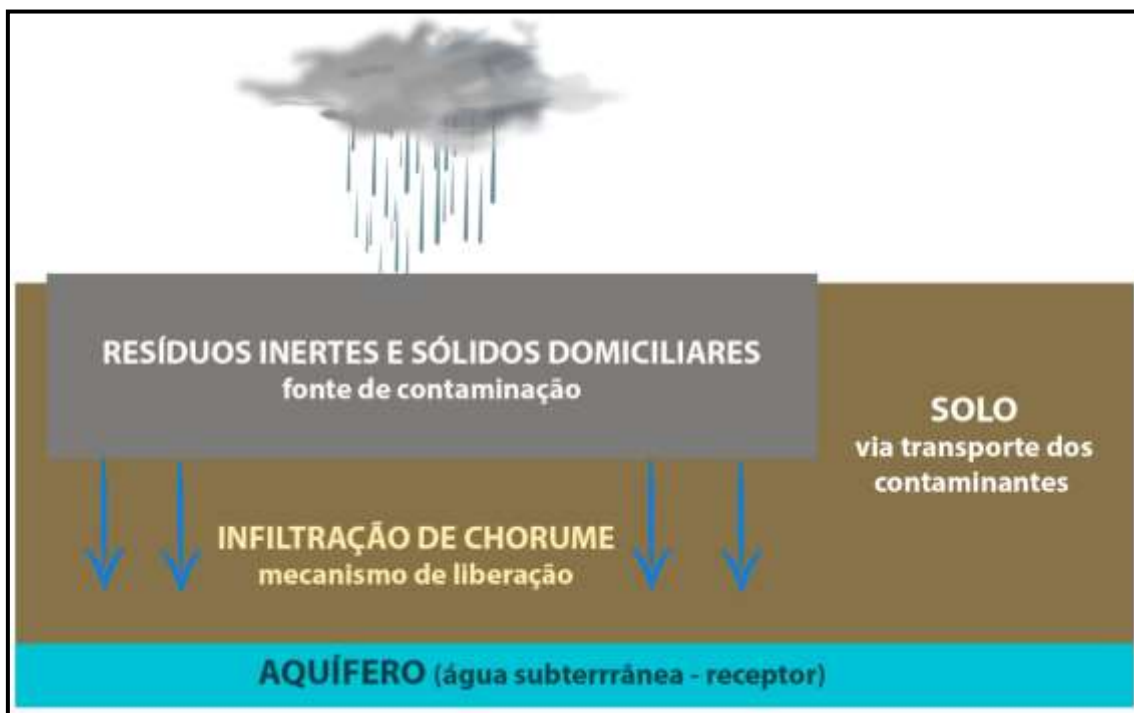 RESÍDUOS INERTES E SÓLIDOS DOMICILIARES
fonte de contaminação
SOLO
via transporte dos
contaminantes
INFILTRAÇÃO DE CHORUME
mecanismo de liberação
AQUÍFERO (água subterrrânea - receptor)